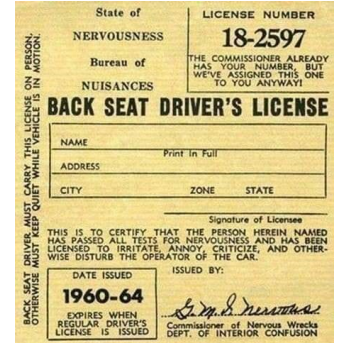 State of
NERVOUSNESS
Bureau of
NUISANCES
LICENSE NUMBER
18-2597
THE COMMISSIONER ALREADY
HAS YOUR NUMBER, BUT
WE'VE ASSIGNED THIS ONE
TO YOU ANYWAY!
BACK SEAT DRIVER'S LICENSE
NAME
Print In Full
ADDRESS
CITY ZONE STATE
Signature of Licensee
THIS IS TO CERTIFY THAT THE PERSON HEREIN NAMED
HAS PASSED ALL TESTS FOR NERVOUSNESS AND HAS BEEN
LICENSED TO IRRITATE, ANNOY, CRITICIZE, AND OTHER-
WISE DISTURB THE OPERATOR OF THE CAR.
DATE ISSUED
1960-64
EXPIRES WHEN
REGULAR DRIVER'S
LICENSE IS ISSUED
ISSUED BY:
G. M. I. Nervous
Commissioner of Nervous Wrecks
DEPT. OF INTERIOR CONFUSION
BACK SEAT DRIVER MUST CARRY THIS LICENSE ON PERSON,
OTHERWISE MUST KEEP QUIET WHILE VEHICLE IS IN MOTION.